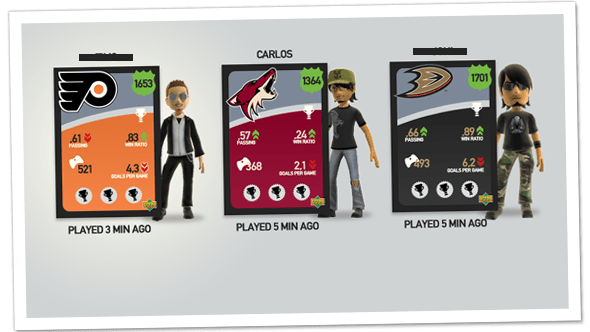 CARLOS
1653
1364
1701
.61
PASSING
.83
WIN RATIO
521
4.3
GOALS PER GAME
.57
PASSING
.24
WIN RATIO
368
2.1
GOALS PER GAME
.66
PASSING
.89
WIN RATIO
493
6.2
GOALS PER GAME
PLAYED 3 MIN AGO
PLAYED 5 MIN AGO
PLAYED 5 MIN AGO